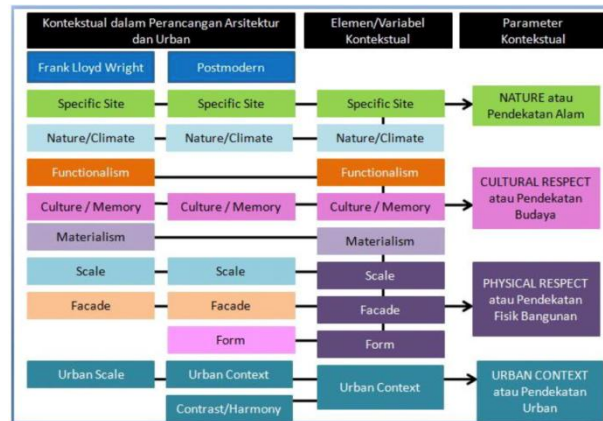 Kontekstual dalam Perancangan Arsitektur
dan Urban
Elemen/Variabel
Kontekstual
Parameter
Kontekstual
Frank Lloyd Wright
Postmodern
Specific Site
Specific Site
Specific Site
NATURE atau
Pendekatan Alam
Nature/Climate
Nature/Climate
Nature/Climate
Functionalism
Functionalism
Culture / Memory
Culture / Memory
Culture / Memory
CULTURAL RESPECT
atau Pendekatan
Budaya
Materialism
Materialism
Scale
Scale
Scale
Facade
Facade
Facade
PHYSICAL RESPECT
atau Pendekatan
Fisik Bangunan
Form
Form
Urban Scale
Urban Context
Urban Context
URBAN CONTEXT
atau Pendekatan
Urban
Contrast/Harmony